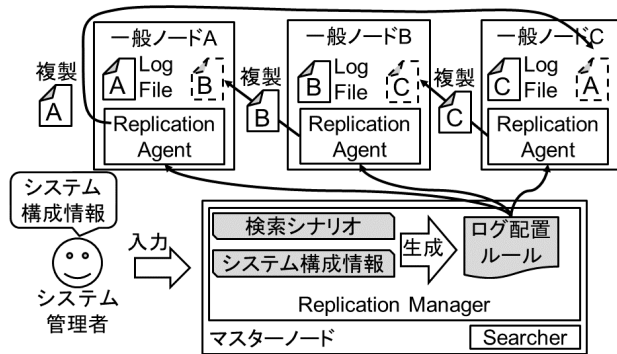 一般ノードA
一般ノードB
一般ノードC
複製
A
A
Log
File
B
複製
B
B
Log
File
C
複製
C
C
Log
File
A
Replication
Agent
Replication
Agent
Replication
Agent
システム
構成情報
システム
管理者
入力
検索シナリオ
システム構成情報
生成
ログ配置
ルール
Replication Manager
マスターノード
Searcher